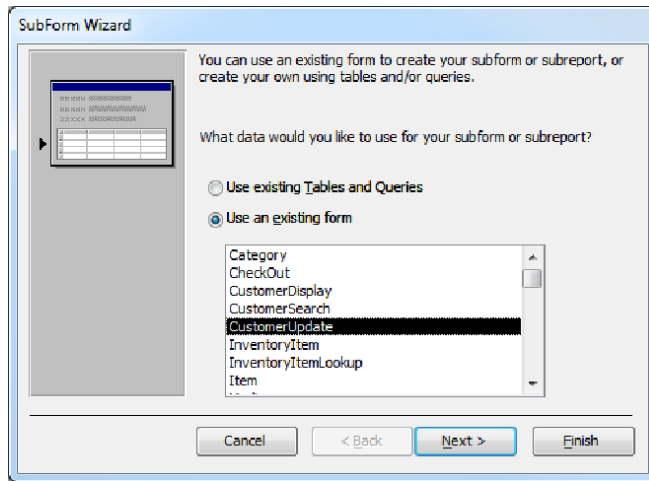 SubForm Wizard
You can use an existing form to create your subform or subreport, or
create your own using tables and/or queries.
What data would you like to use for your subform or subreport?
Use existing Tables and Queries
Use an existing form
Category
CheckOut
CustomerDisplay
CustomerSearch
CustomerUpdate
InventoryItem
InventoryItemLookup
Item
Cancel
< Back
Next >
Finish